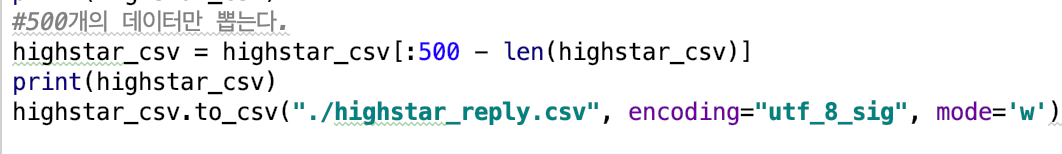 #500개의 데이터만 뽑는다.
highstar_csv = highstar_csv[:500 - len(highstar_csv)]
print(highstar_csv)
highstar_csv.to_csv("./highstar_reply.csv", encoding="utf_8_sig", mode='w')